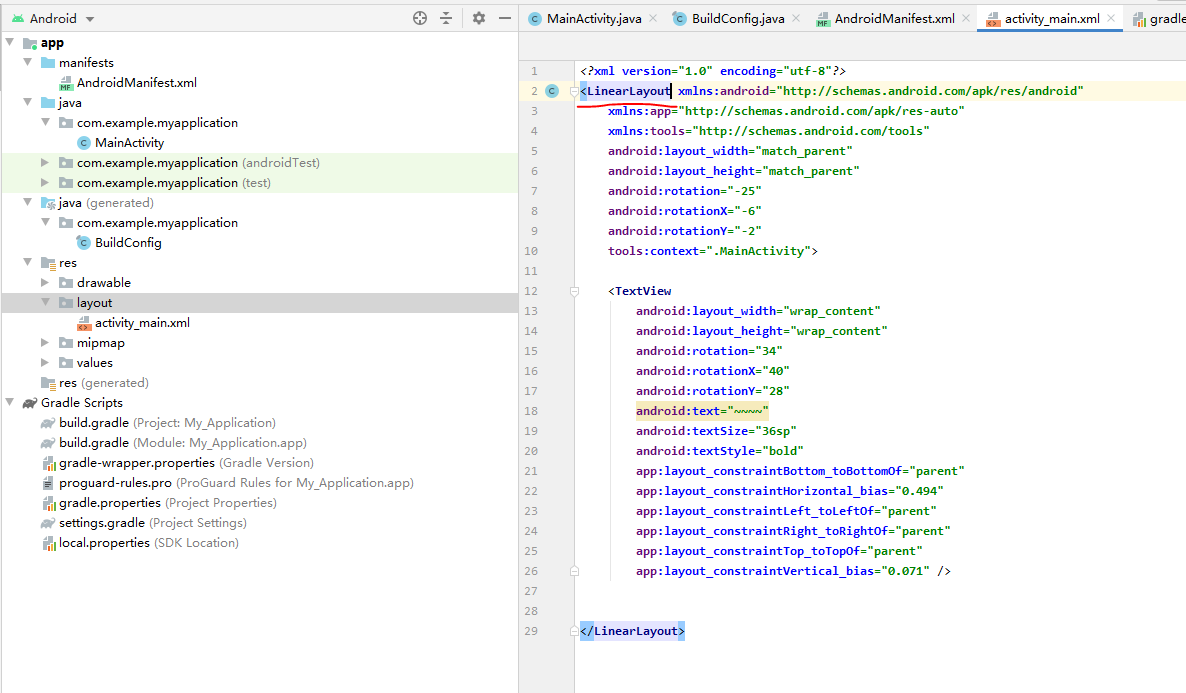 Android
app
manifests
AndroidManifest.xml
java
com.example.myapplication
MainActivity
com.example.myapplication (androidTest)
com.example.myapplication (test)
java (generated)
com.example.myapplication
BuildConfig
res
drawable
layout
activity_main.xml
mipmap
values
res (generated)
Gradle Scripts
build.gradle (Project: My_Application)
build.gradle (Module: My_Application.app)
gradle-wrapper.properties (Gradle Version)
proguard-rules.pro (ProGuard Rules for My_Application.app)
gradle.properties (Project Properties)
settings.gradle (Project Settings)
local.properties (SDK Location)
MainActivity.java BuildConfig.java AndroidManifest.xml activity_main.xml gradle
1 <?xml version="1.0" encoding="utf-8"?>
2 <LinearLayout xmlns:android="http://schemas.android.com/apk/res/android"
3 xmlns:app="http://schemas.android.com/apk/res-auto"
4 xmlns:tools="http://schemas.android.com/tools"
5 android:layout_width="match_parent"
6 android:layout_height="match_parent"
7 android:rotation="-25"
8 android:rotationX="-6"
9 android:rotationY="-2"
10 tools:context=".MainActivity">
11
12 <TextView
13 android:layout_width="wrap_content"
14 android:layout_height="wrap_content"
15 android:rotation="34"
16 android:rotationX="40"
17 android:rotationY="28"
18 android:text="~~~~"
19 android:textSize="36sp"
20 android:textStyle="bold"
21 app:layout_constraintBottom_toBottomOf="parent"
22 app:layout_constraintHorizontal_bias="0.494"
23 app:layout_constraintLeft_toLeftOf="parent"
24 app:layout_constraintRight_toRightOf="parent"
25 app:layout_constraintTop_toTopOf="parent"
26 app:layout_constraintVertical_bias="0.071" />
27
28
29 </LinearLayout>